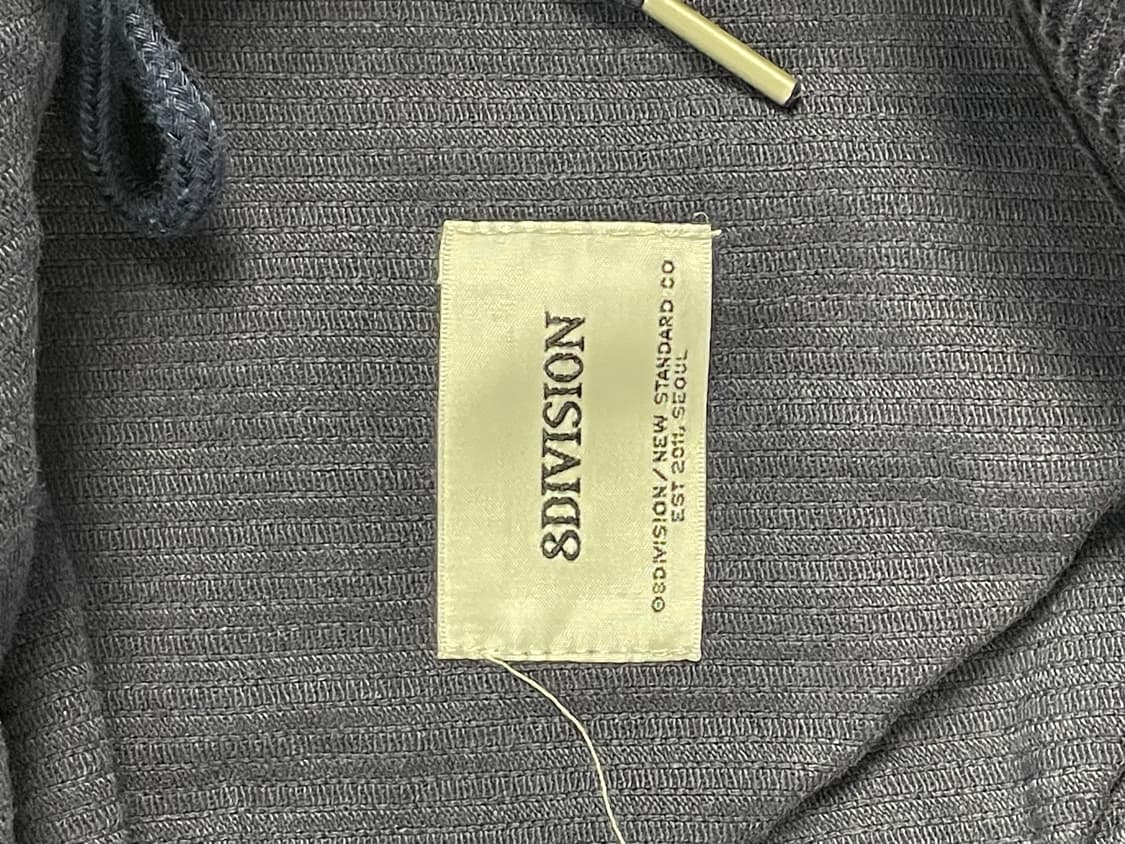 8DIVISION
©8DIVISION/NEW STANDARD CO
EST 2011, SEOUL